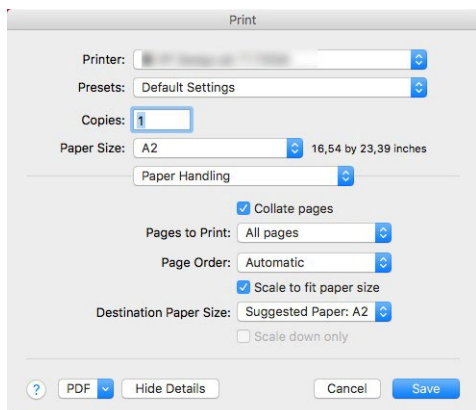 Print
Printer:
Presets: Default Settings
Copies: 1
Paper Size: A2 16,54 by 23,39 inches
Paper Handling
Collate pages
Pages to Print: All pages
Page Order: Automatic
Scale to fit paper size
Destination Paper Size: Suggested Paper: A2
Scale down only
? PDF Hide Details Cancel Save